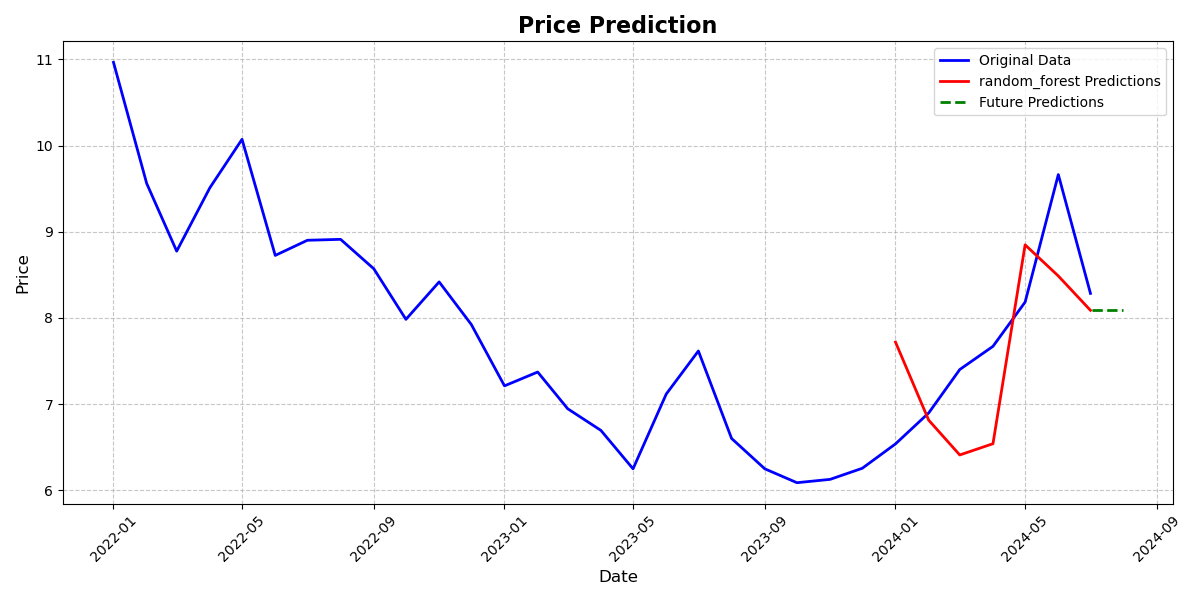 Price Prediction
Original Data
random_forest Predictions
Future Predictions
Price
11
10
9
8
7
6
2022-01
2022-05
2022-09
2023-01
2023-05
2023-09
2024-01
2024-05
2024-09
Date